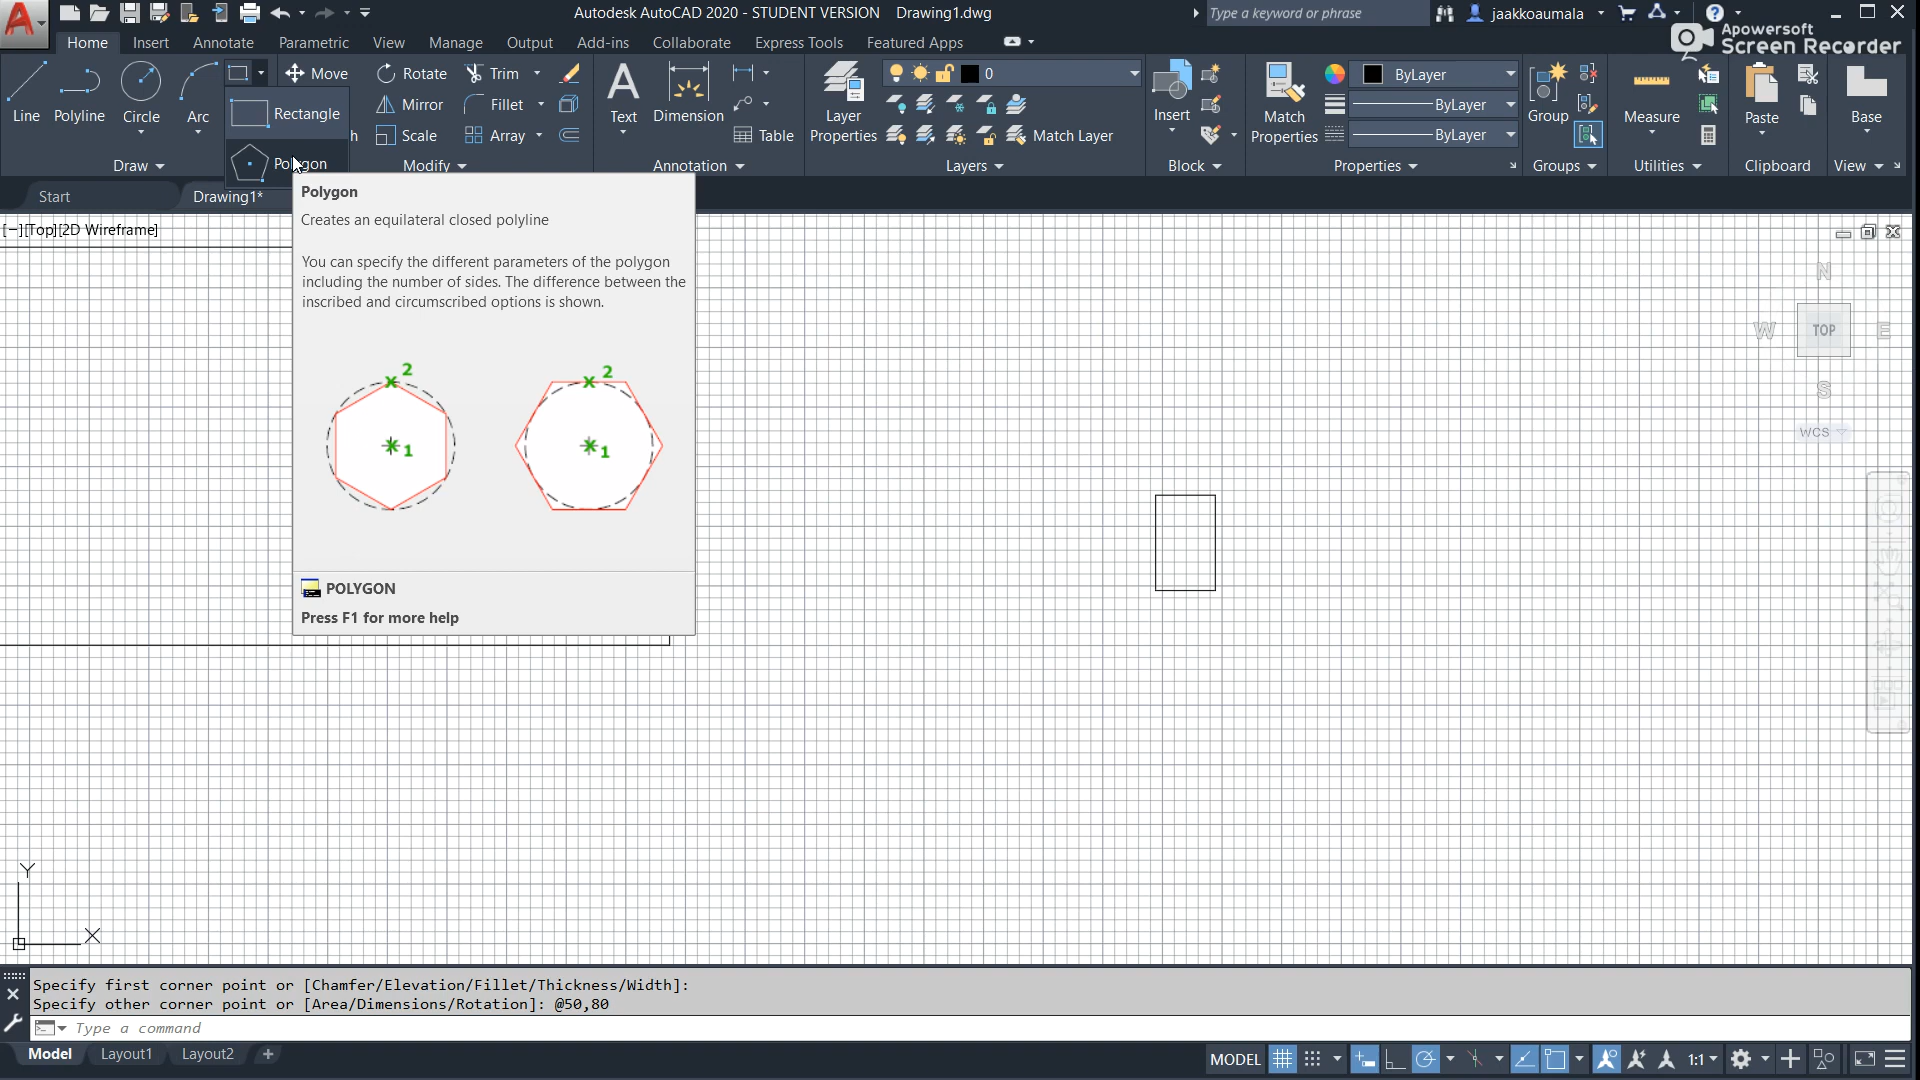 Autodesk AutoCAD 2020 - STUDENT VERSION Drawing1.dwg
Type a keyword or phrase
jaakkoaumala
Apowersoft
Screen Recorder
Home Insert Annotate Parametric View Manage Output Add-ins Collaborate Express Tools Featured Apps
Line Polyline Circle Arc
Rectangle
Polygon
Move Rotate Trim
Mirror Fillet
h Scale Array
Text Dimension Table
Layer Properties
0
Match Layer
Insert
Match Properties
ByLayer
ByLayer
ByLayer
Group
Measure
Paste
Base
Draw Modify Annotation Layers Block Properties Groups Utilities Clipboard View
Start Drawing1*
[−][Top][2D Wireframe]
Polygon
Creates an equilateral closed polyline
You can specify the different parameters of the polygon
including the number of sides. The difference between the
inscribed and circumscribed options is shown.
2 2
1 1
POLYGON
Press F1 for more help
N
W TOP E
S
WCS
Y
X
Specify first corner point or [Chamfer/Elevation/Fillet/Thickness/Width]:
Specify other corner point or [Area/Dimensions/Rotation]: @50,80
Type a command
Model Layout1 Layout2 +
MODEL 1:1